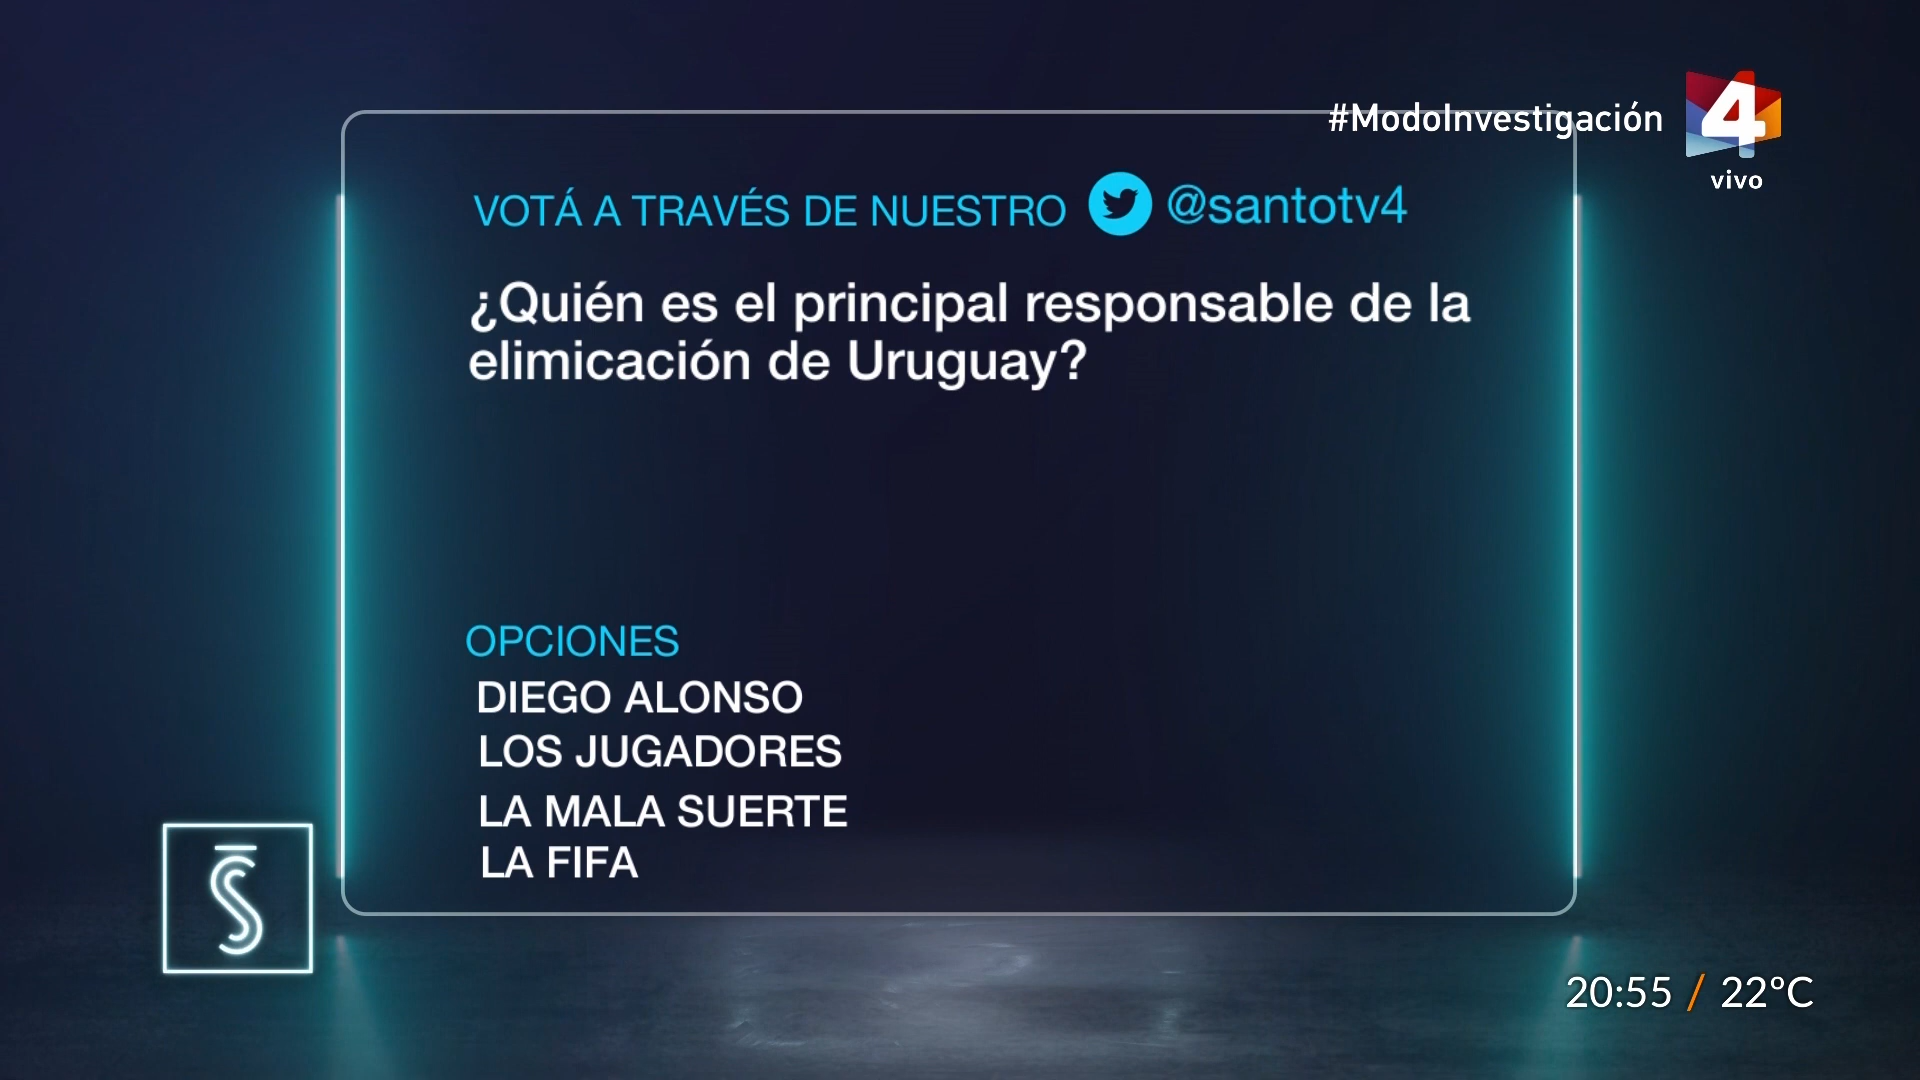 #ModoInvestigación
4
vivo
VOTÁ A TRAVÉS DE NUESTRO @santotv4
¿Quién es el principal responsable de la
elimicación de Uruguay?
OPCIONES
DIEGO ALONSO
LOS JUGADORES
LA MALA SUERTE
LA FIFA
S
20:55 / 22°C